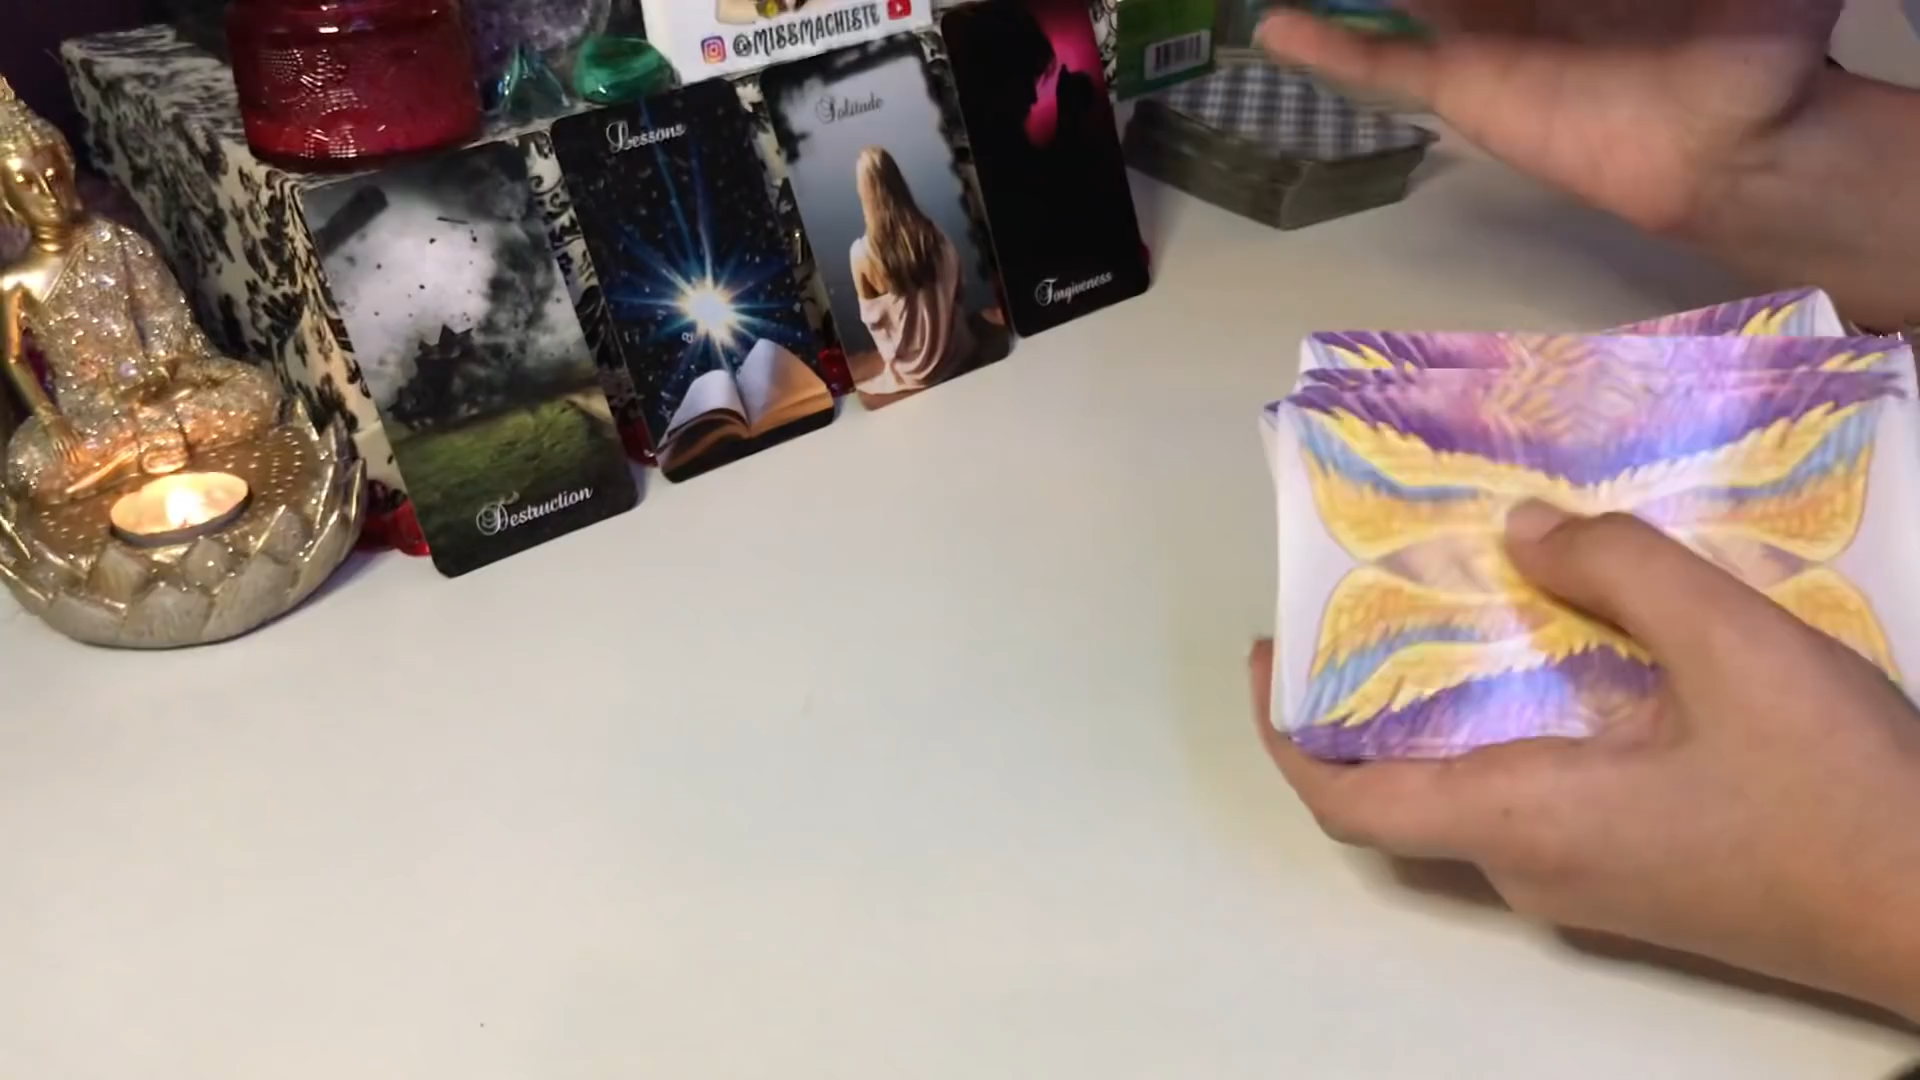 @MISSMACHISTE
Lessons
Solitude
Forgiveness
Destruction